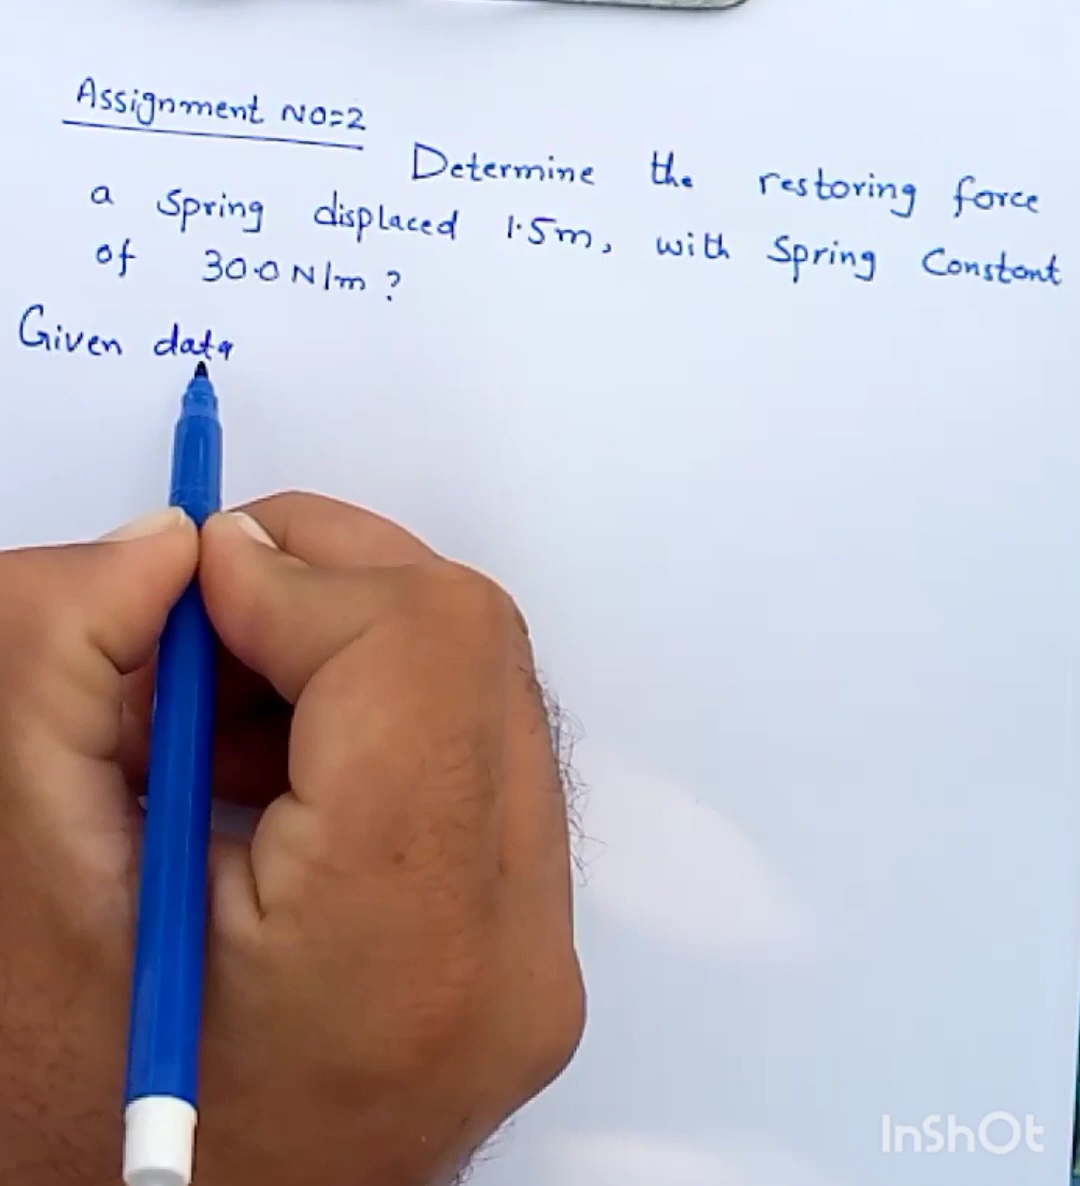 Assignment NO=2
Determine the restoring force
a spring displaced 1.5m, with spring Constant
of 30.0 N/m ?
Given data
InShOt